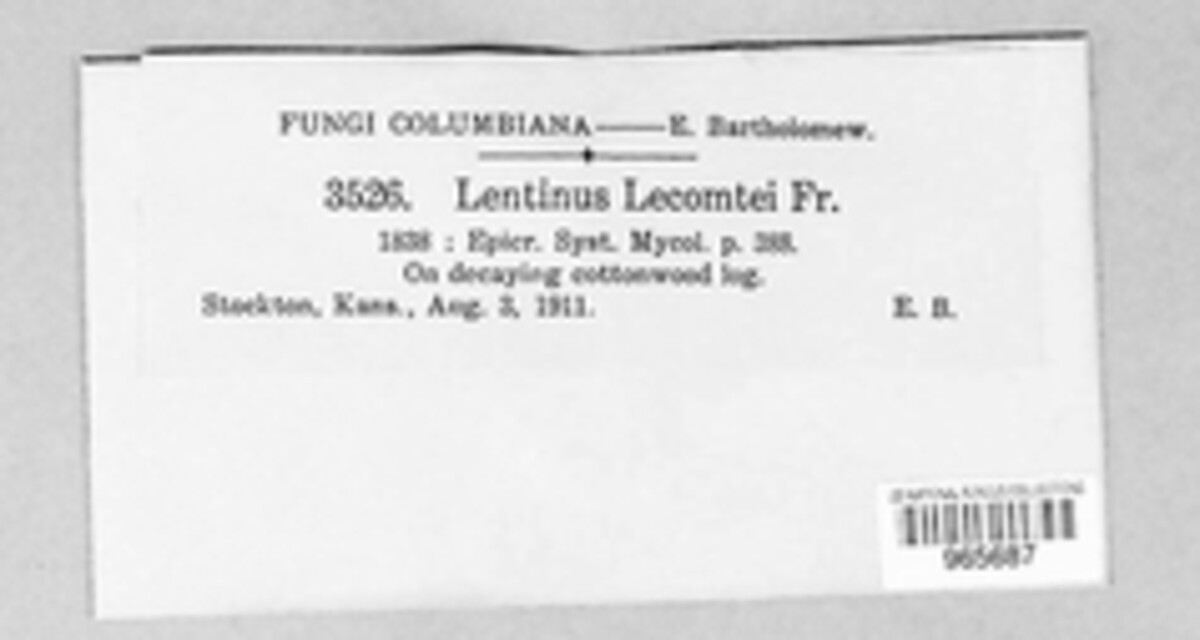 FUNGI COLUMBIANA——E. Bartholomew.
3526. Lentinus Lecomtei Fr.
1838 : Epicr. Syst. Mycol. p. 388.
On decaying cottonwood log.
Stockton, Kans., Aug. 3, 1911. E. B.
965687